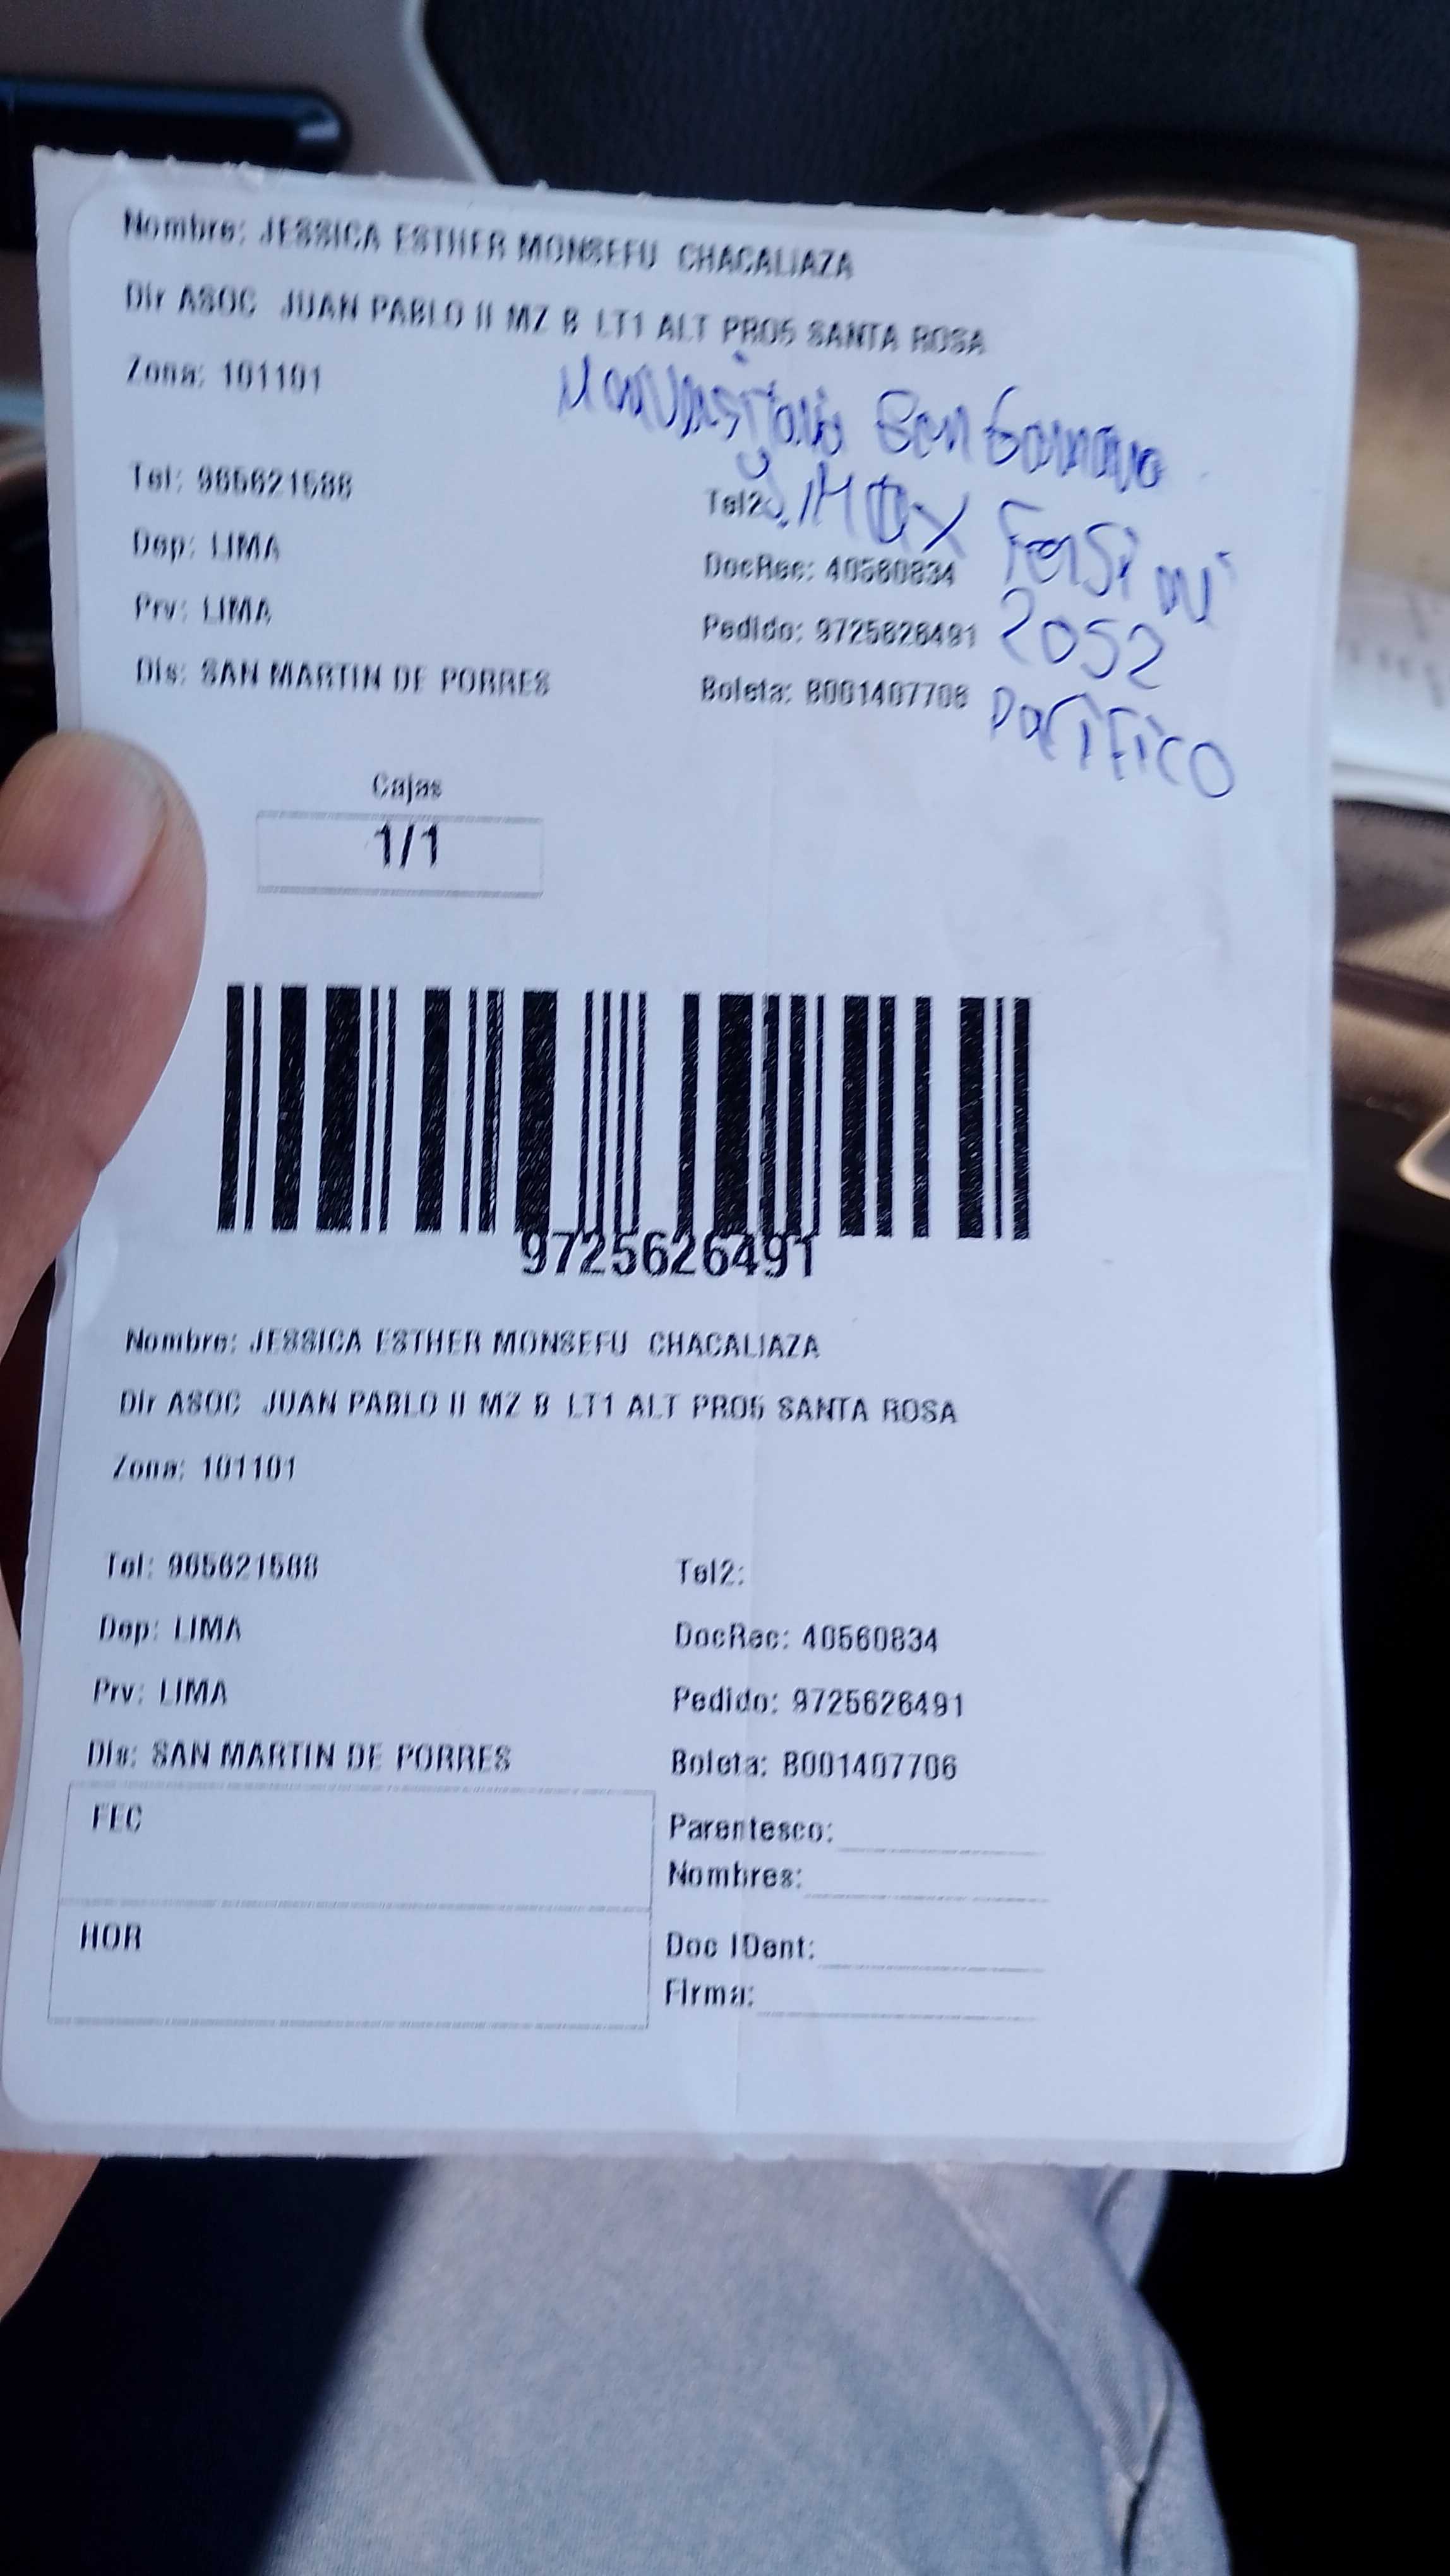 Nombre: JESSICA ESTHER MONSEFU CHACALIAZA
Dir ASOC JUAN PABLO II MZ B LT1 ALT PRO5 SANTA ROSA
Zona: 101101
Tel: 965621588
Tel2:
Dep: LIMA
DocRec: 40560834
Prv: LIMA
Pedido: 9725626491
2052
Dis: SAN MARTIN DE PORRES
Boleta: B001407706
Pacifico
Cajas
1/1
9725626491
Nombre: JESSICA ESTHER MONSEFU CHACALIAZA
Dir ASOC JUAN PABLO II MZ B LT1 ALT PRO5 SANTA ROSA
Zona: 101101
Tel: 965621588
Tel2:
Dep: LIMA
DocRec: 40560834
Prv: LIMA
Pedido: 9725626491
Dis: SAN MARTIN DE PORRES
Boleta: B001407706
FEC
Parentesco:
Nombres:
HOR
Doc IDent:
Firma: